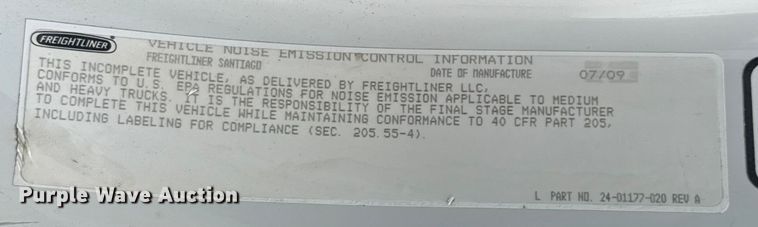 FREIGHTLINER
VEHICLE NOISE EMISSION CONTROL INFORMATION
FREIGHTLINER SANTIAGO
DATE OF MANUFACTURE 07/09
THIS INCOMPLETE VEHICLE, AS DELIVERED BY FREIGHTLINER LLC,
CONFORMS TO U.S. EPA REGULATIONS FOR NOISE EMISSION APPLICABLE TO MEDIUM
AND HEAVY TRUCKS. IT IS THE RESPONSIBILITY OF THE FINAL STAGE MANUFACTURER
TO COMPLETE THIS VEHICLE WHILE MAINTAINING CONFORMANCE TO 40 CFR PART 205,
INCLUDING LABELING FOR COMPLIANCE (SEC. 205.55-4).
L PART NO. 24-01177-020 REV A
Purple Wave Auction